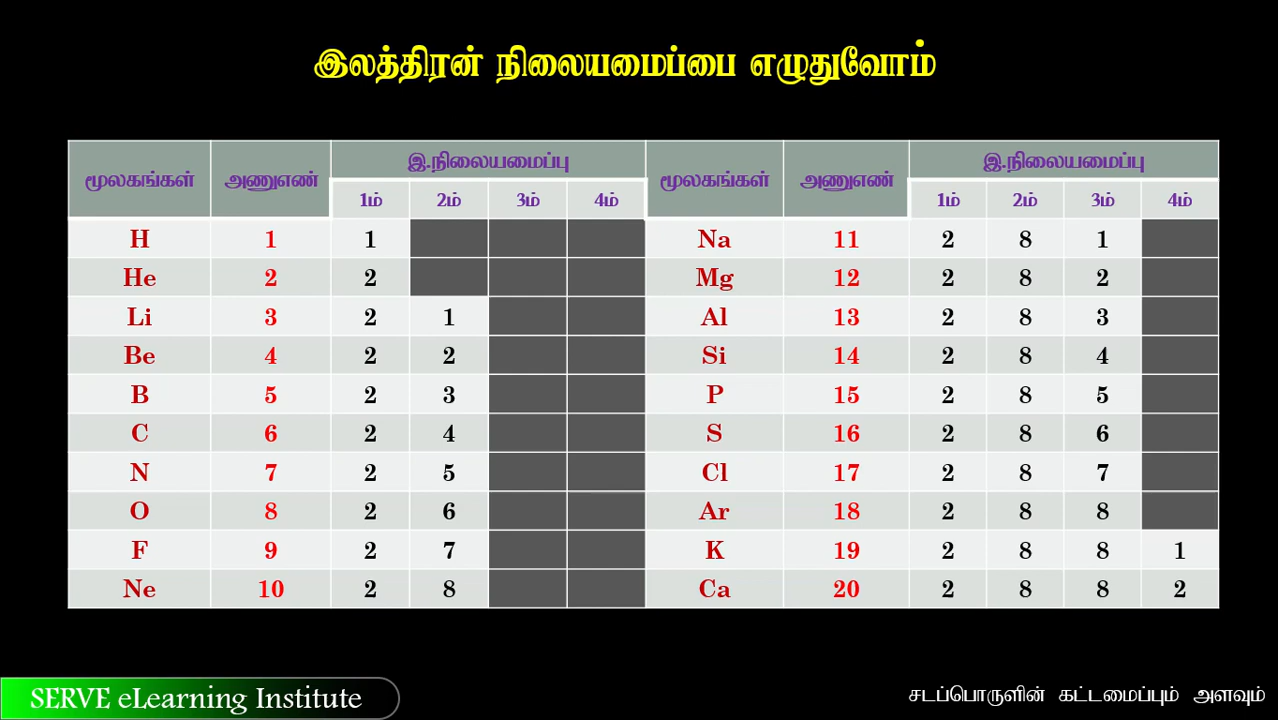 இலத்திரன் நிலையமைப்பை எழுதுவோம்
மூலகங்கள் அணுஎண் இ.நிலையமைப்பு மூலகங்கள் அணுஎண் இ.நிலையமைப்பு
1ம் 2ம் 3ம் 4ம் 1ம் 2ம் 3ம் 4ம்
H 1 1 Na 11 2 8 1
He 2 2 Mg 12 2 8 2
Li 3 2 1 Al 13 2 8 3
Be 4 2 2 Si 14 2 8 4
B 5 2 3 P 15 2 8 5
C 6 2 4 S 16 2 8 6
N 7 2 5 Cl 17 2 8 7
O 8 2 6 Ar 18 2 8 8
F 9 2 7 K 19 2 8 8 1
Ne 10 2 8 Ca 20 2 8 8 2
SERVE eLearning Institute
சடப்பொருளின் கட்டமைப்பும் அளவும்